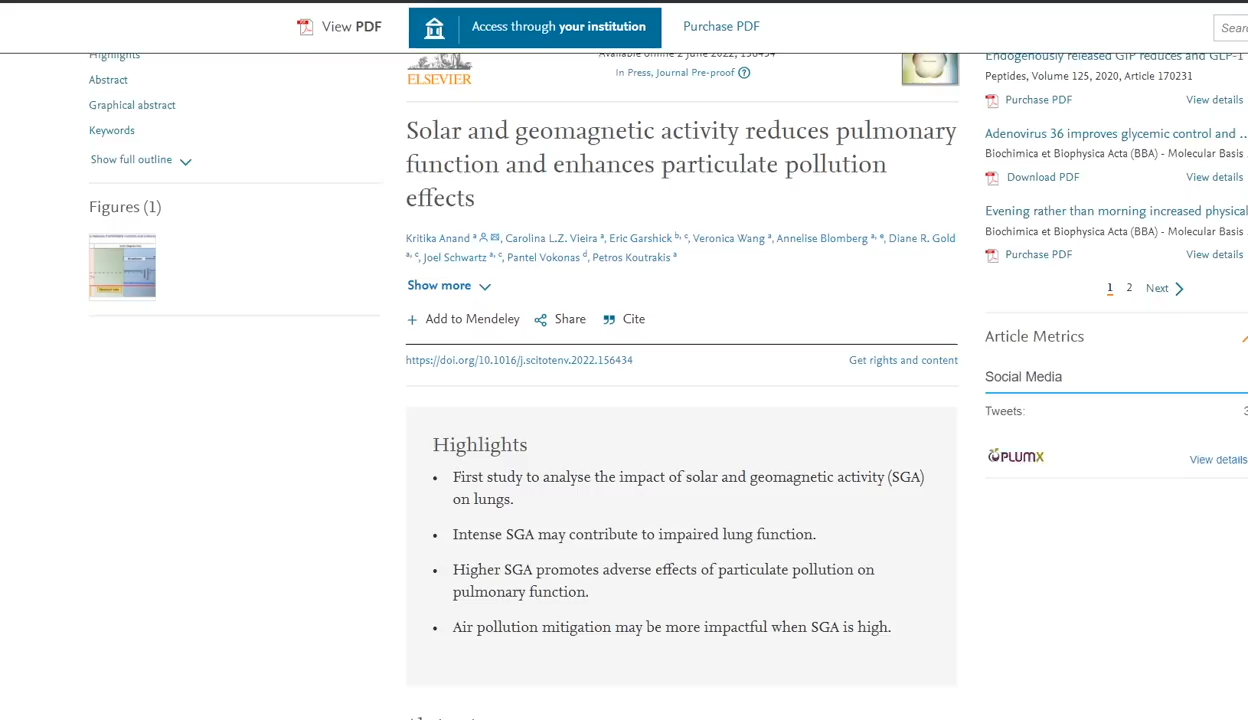 View PDF
Access through your institution
Purchase PDF
Highlights
Abstract
Graphical abstract
Keywords
Show full outline
Figures (1)
ELSEVIER
Available online 2 June 2022, 156434
In Press, Journal Pre-proof
Solar and geomagnetic activity reduces pulmonary
function and enhances particulate pollution
effects
Kritika Anand a, Carolina L.Z. Vieira a, Eric Garshick b, c, Veronica Wang a, Annelise Blomberg a, e, Diane R. Gold
a, c, Joel Schwartz a, c, Pantel Vokonas d, Petros Koutrakis a
Show more
+ Add to Mendeley Share Cite
https://doi.org/10.1016/j.scitotenv.2022.156434
Get rights and content
Highlights
• First study to analyse the impact of solar and geomagnetic activity (SGA)
on lungs.
• Intense SGA may contribute to impaired lung function.
• Higher SGA promotes adverse effects of particulate pollution on
pulmonary function.
• Air pollution mitigation may be more impactful when SGA is high.
Endogenously released GIP reduces and GLP-1
Peptides, Volume 125, 2020, Article 170231
Purchase PDF View details
Adenovirus 36 improves glycemic control and ...
Biochimica et Biophysica Acta (BBA) - Molecular Basis
Download PDF View details
Evening rather than morning increased physical
Biochimica et Biophysica Acta (BBA) - Molecular Basis
Purchase PDF View details
1 2 Next
Article Metrics
Social Media
Tweets:
PLUMX
View details